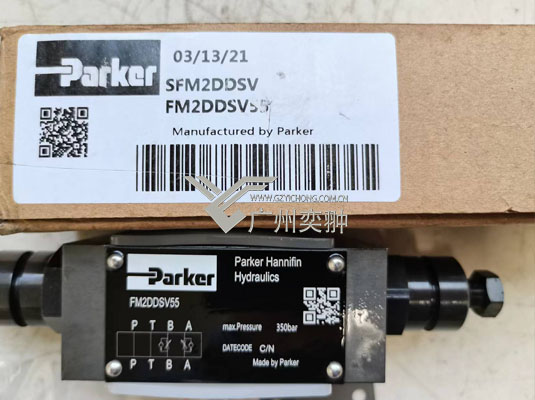 Parker
03/13/21
SFM2DDSV
FM2DDSV55
Manufactured by Parker
WWW.GZYICHONG.COM.CN
广州奕翀
Parker
Parker Hannifin
Hydraulics
FM2DDSV55
P T B A
P T B A
max.Pressure 350bar
DATECODE C/N
Made by Parker